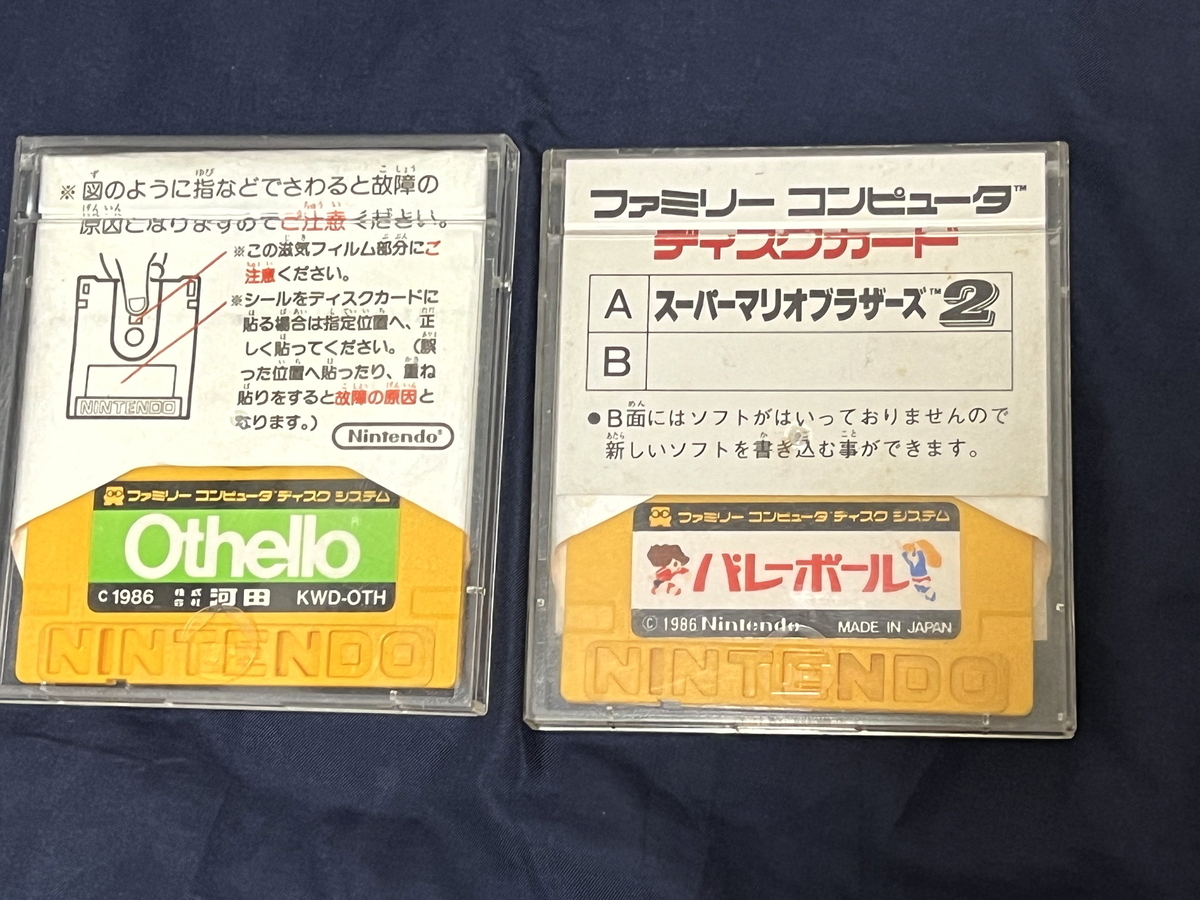 ※図のように指などでさわると故障の
原因となりますのでご注意ください。
※この滋気フィルム部分にご
注意ください。
※シールをディスクカードに
貼る場合は指定位置へ、正
しく貼ってください。（誤
った位置へ貼ったり、重ね
貼りをすると故障の原因と
なります。）
NINTENDO
Nintendo®
ファミリー コンピュータ ディスク システム
Othello
©1986 株式会社 河田 KWD-OTH
NINTENDO
ファミリー コンピュータ™
ディスクカード
A スーパーマリオブラザーズ™2
B
●B面にはソフトがはいっておりませんので
新しいソフトを書き込む事ができます。
ファミリー コンピュータ ディスク システム
バレーボール
©1986 Nintendo MADE IN JAPAN
NINTENDO